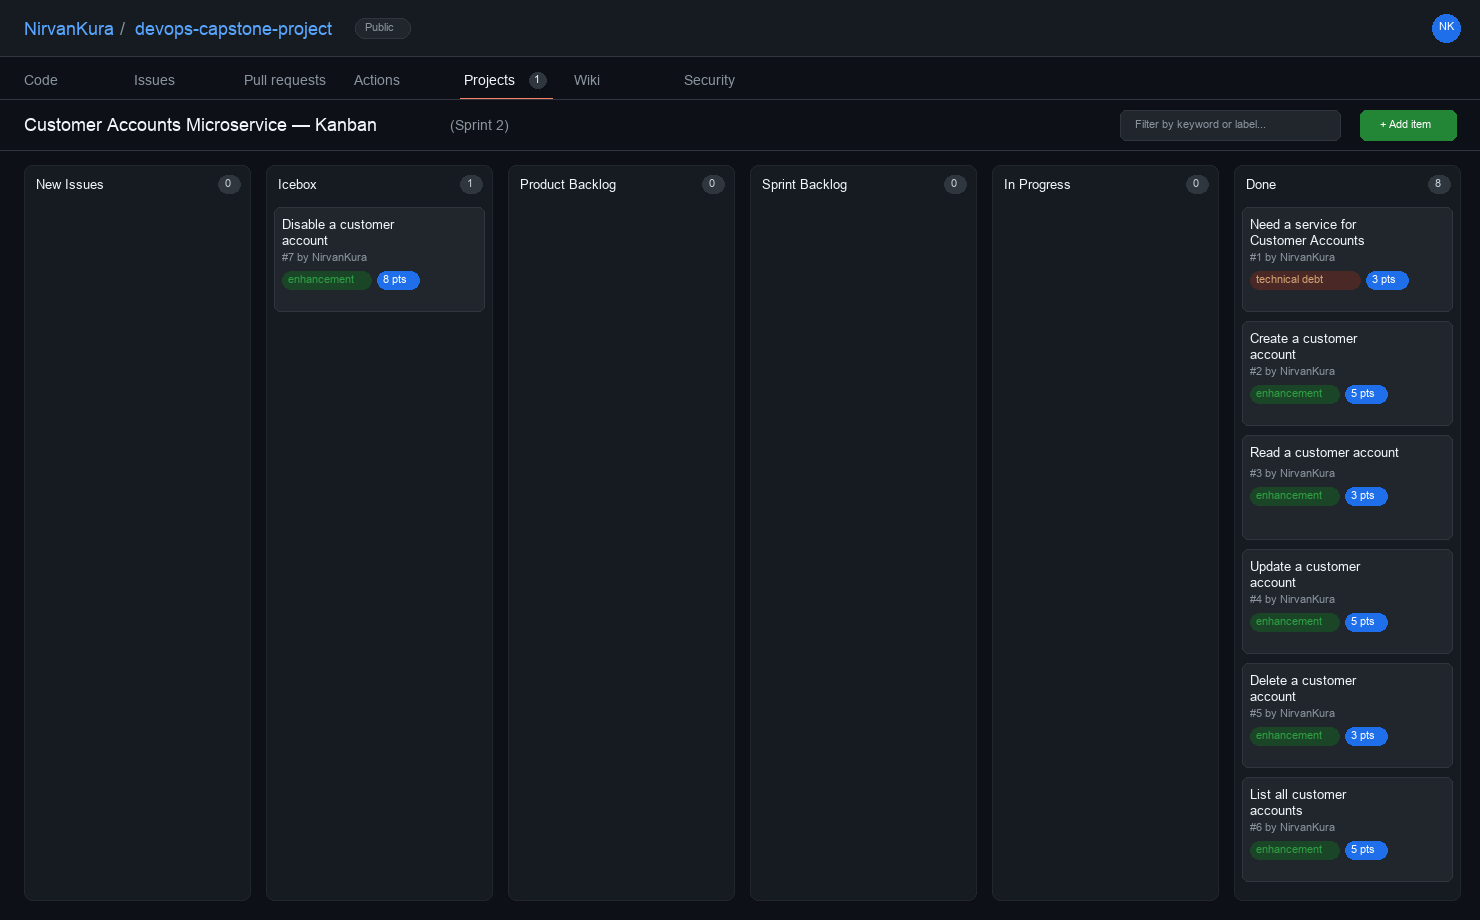 NirvanKura / devops-capstone-project Public NK
Code Issues Pull requests Actions Projects 1 Wiki Security
Customer Accounts Microservice — Kanban (Sprint 2) Filter by keyword or label... + Add item
New Issues 0
Icebox 1
Disable a customer
account
#7 by NirvanKura
enhancement 8 pts
Product Backlog 0
Sprint Backlog 0
In Progress 0
Done 8
Need a service for
Customer Accounts
#1 by NirvanKura
technical debt 3 pts
Create a customer
account
#2 by NirvanKura
enhancement 5 pts
Read a customer account
#3 by NirvanKura
enhancement 3 pts
Update a customer
account
#4 by NirvanKura
enhancement 5 pts
Delete a customer
account
#5 by NirvanKura
enhancement 3 pts
List all customer
accounts
#6 by NirvanKura
enhancement 5 pts